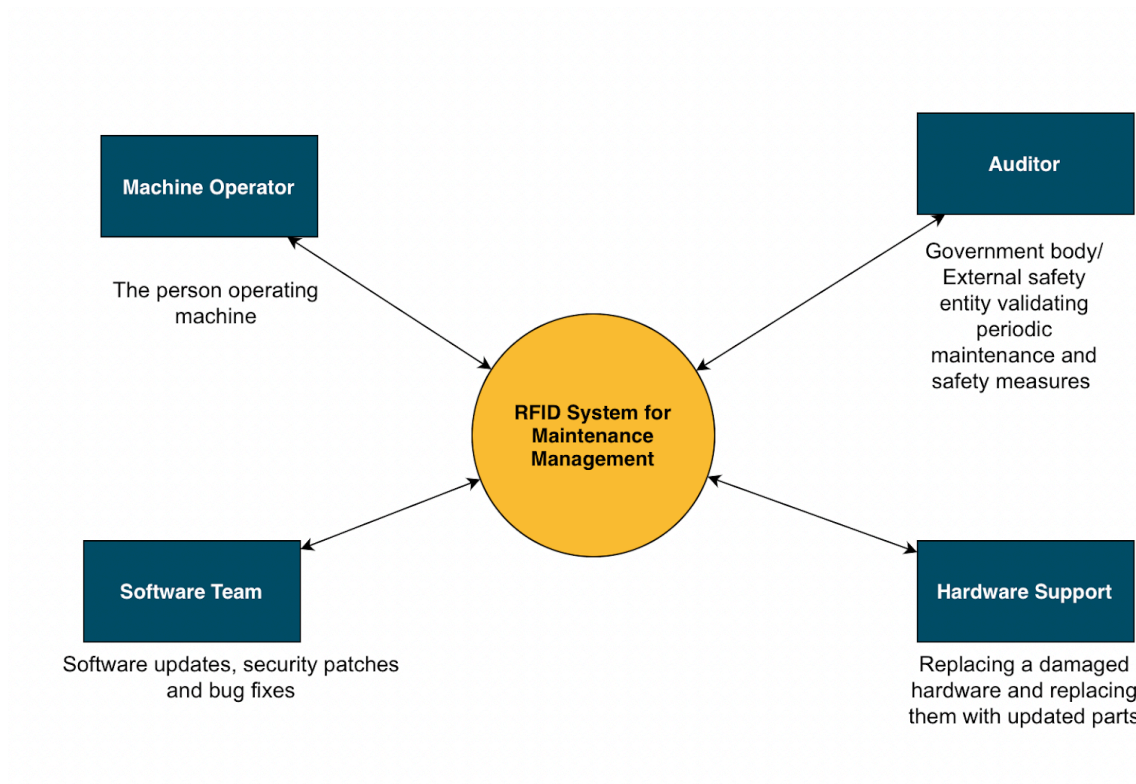 Machine Operator
The person operating
machine
Auditor
Government body/
External safety
entity validating
periodic
maintenance and
safety measures
RFID System for
Maintenance
Management
Software Team
Software updates, security patches
and bug fixes
Hardware Support
Replacing a damaged
hardware and replacing
them with updated parts